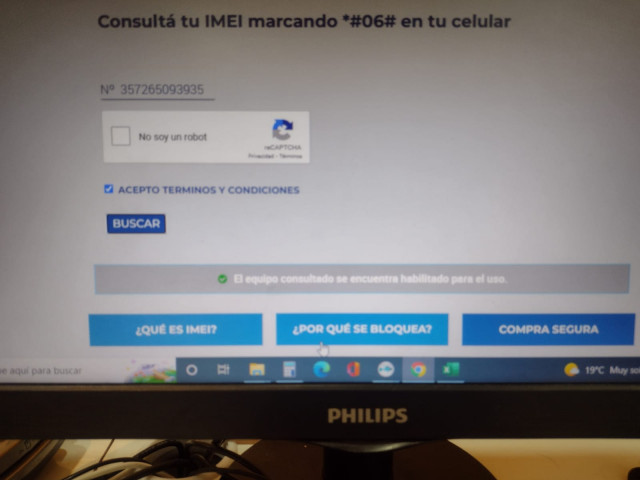 Consultá tu IMEI marcando *#06# en tu celular
Nº 357265093935
No soy un robot
reCAPTCHA
Privacidad - Términos
ACEPTO TERMINOS Y CONDICIONES
BUSCAR
El equipo consultado se encuentra habilitado para el uso.
¿QUÉ ES IMEI? ¿POR QUÉ SE BLOQUEA? COMPRA SEGURA
aquí para buscar 19°C Muy
PHILIPS